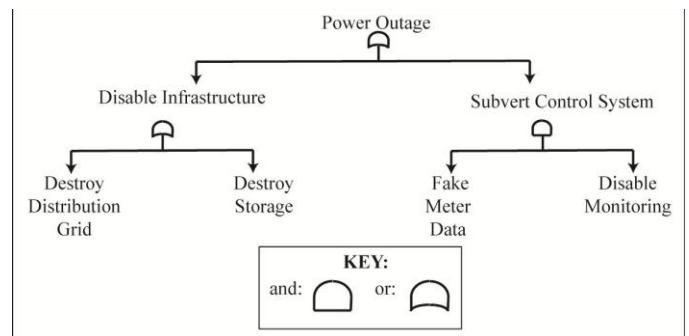 Power Outage
Disable Infrastructure
Subvert Control System
Destroy
Distribution
Grid
Destroy
Storage
Fake
Meter
Data
Disable
Monitoring
KEY:
and: or: